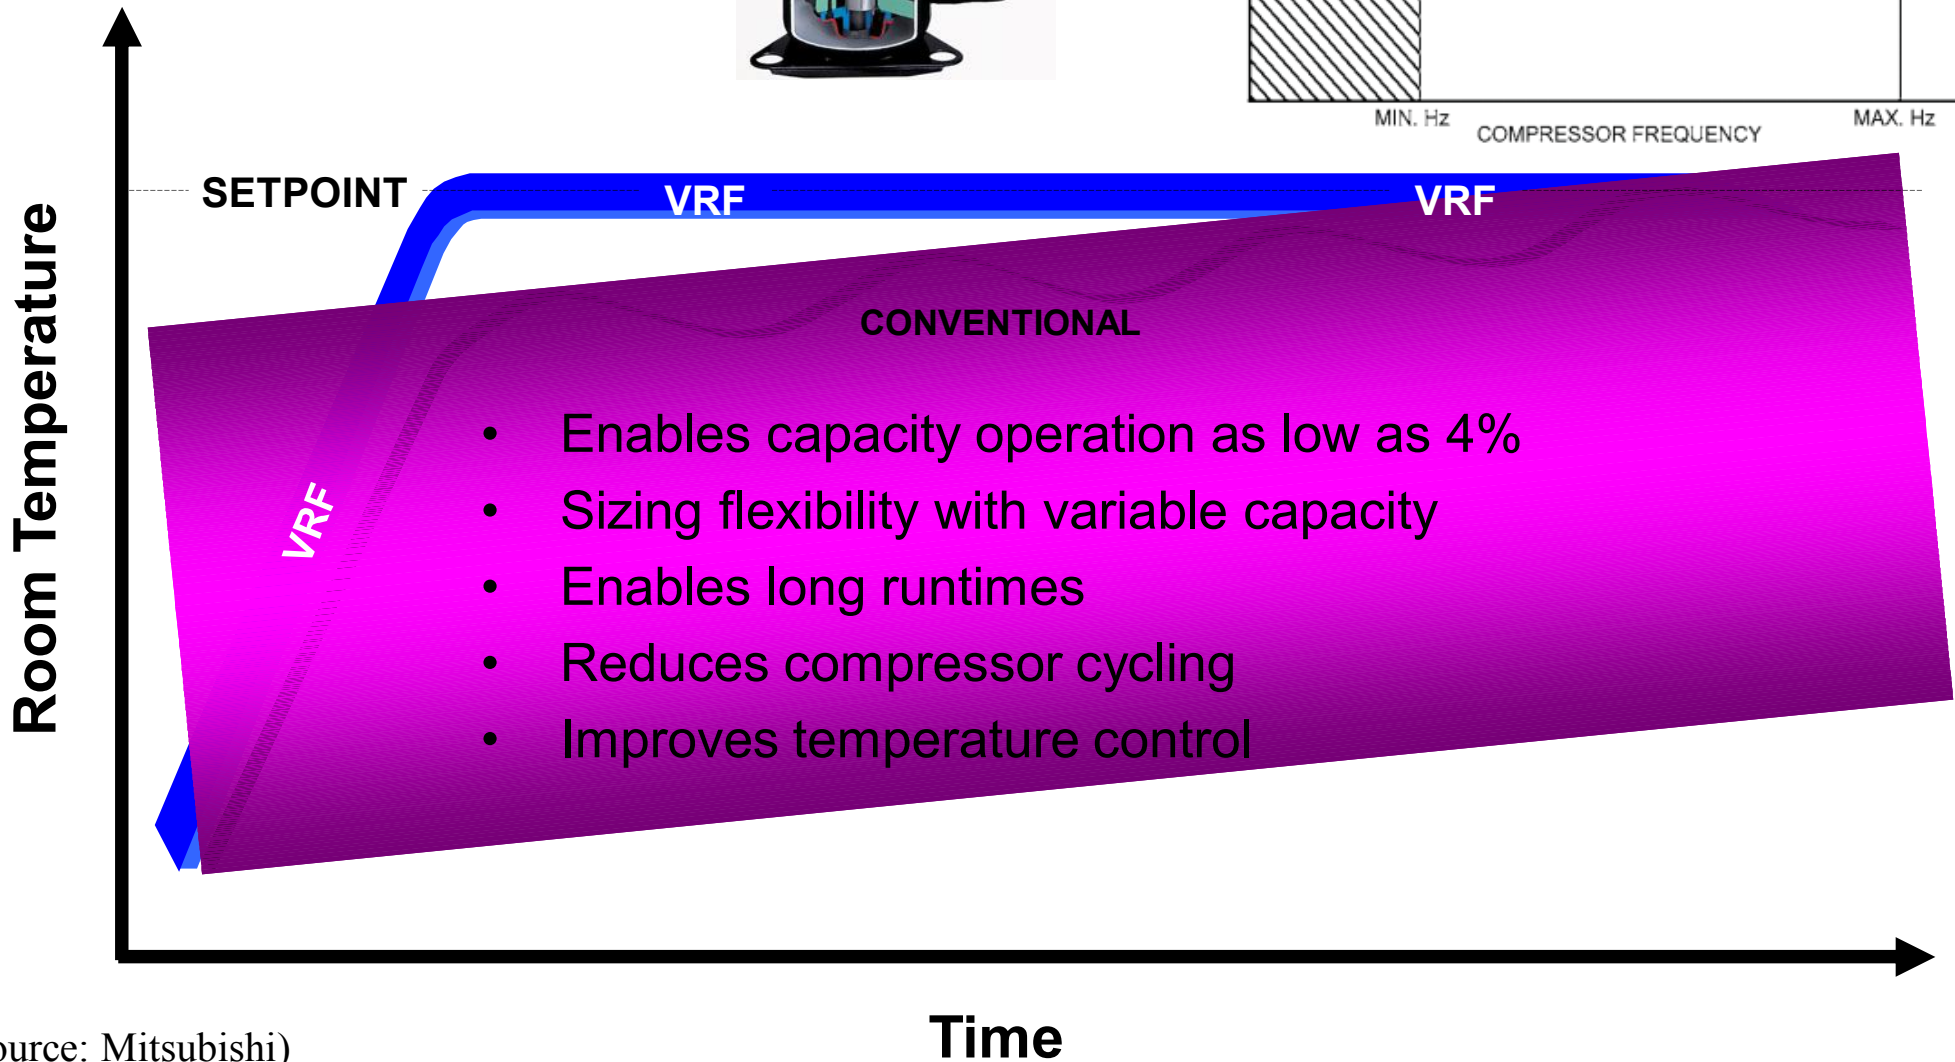 MIN. Hz
MAX. Hz
COMPRESSOR FREQUENCY
SETPOINT
VRF
VRF
CONVENTIONAL
Room Temperature
VRF
• Enables capacity operation as low as 4%
• Sizing flexibility with variable capacity
• Enables long runtimes
• Reduces compressor cycling
• Improves temperature control
Time
ource: Mitsubishi)